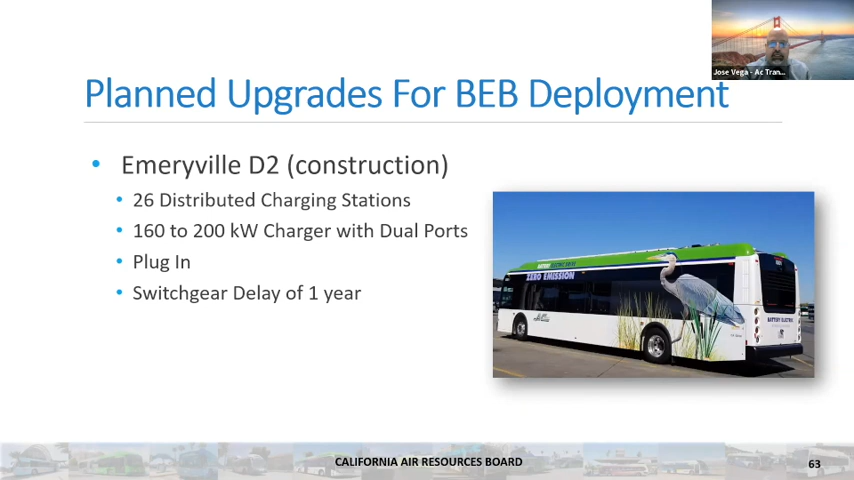 Jose Vega - Ac Tran...
Planned Upgrades For BEB Deployment
• Emeryville D2 (construction)
• 26 Distributed Charging Stations
• 160 to 200 kW Charger with Dual Ports
• Plug In
• Switchgear Delay of 1 year
ZERO EMISSION
BATTERY ELECTRIC
CALIFORNIA AIR RESOURCES BOARD
63